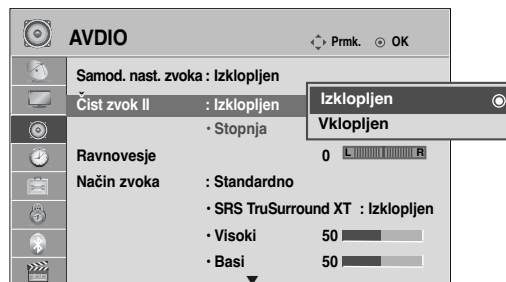 AVDIO Prmk. OK
Samod. nast. zvoka : Izklopljen
Čist zvok II : Izklopljen
• Stopnja
Izklopljen
Vklopljen
Ravnovesje 0 L R
Način zvoka : Standardno
• SRS TruSurround XT : Izklopljen
• Visoki 50
• Basi 50